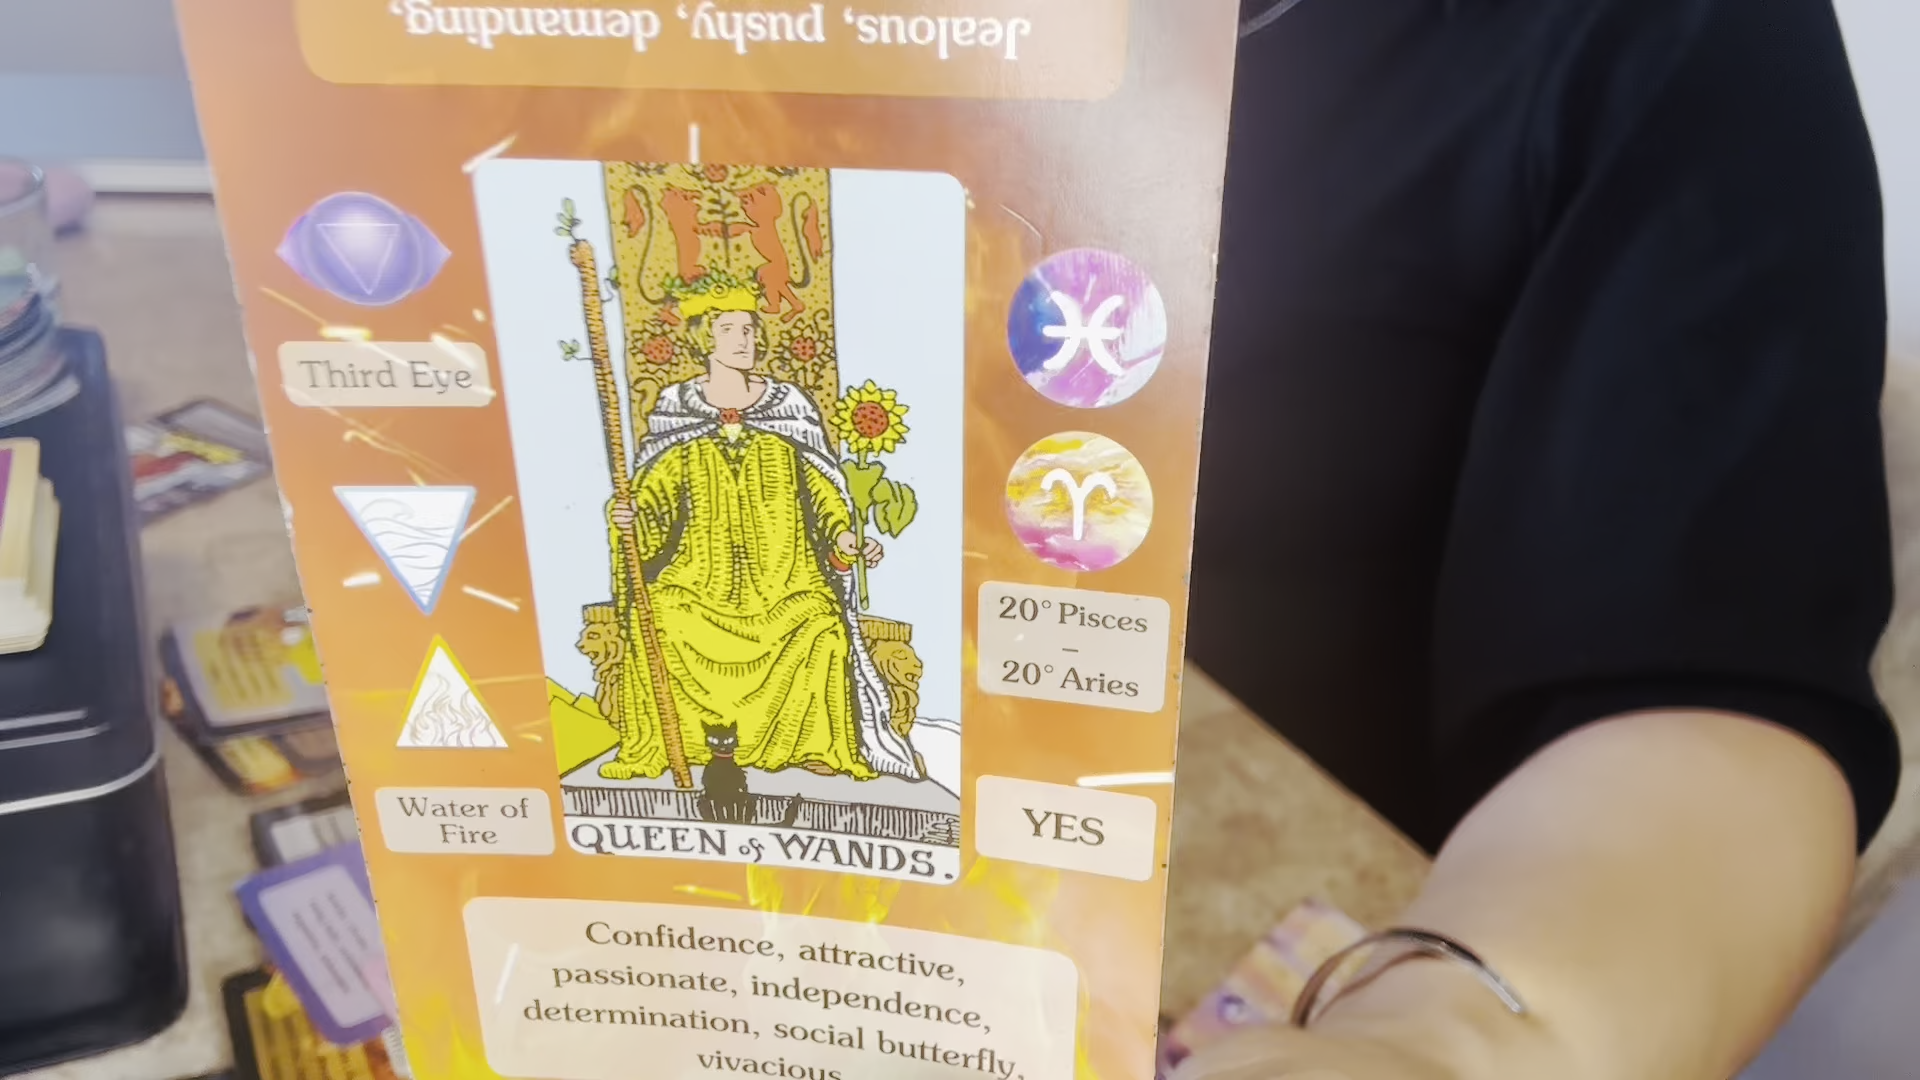 Jealous, pushy, demanding,
Third Eye
20° Pisces
–
20° Aries
Water of
Fire
YES
QUEEN of WANDS.
Confidence, attractive,
passionate, independence,
determination, social butterfly,
vivacious